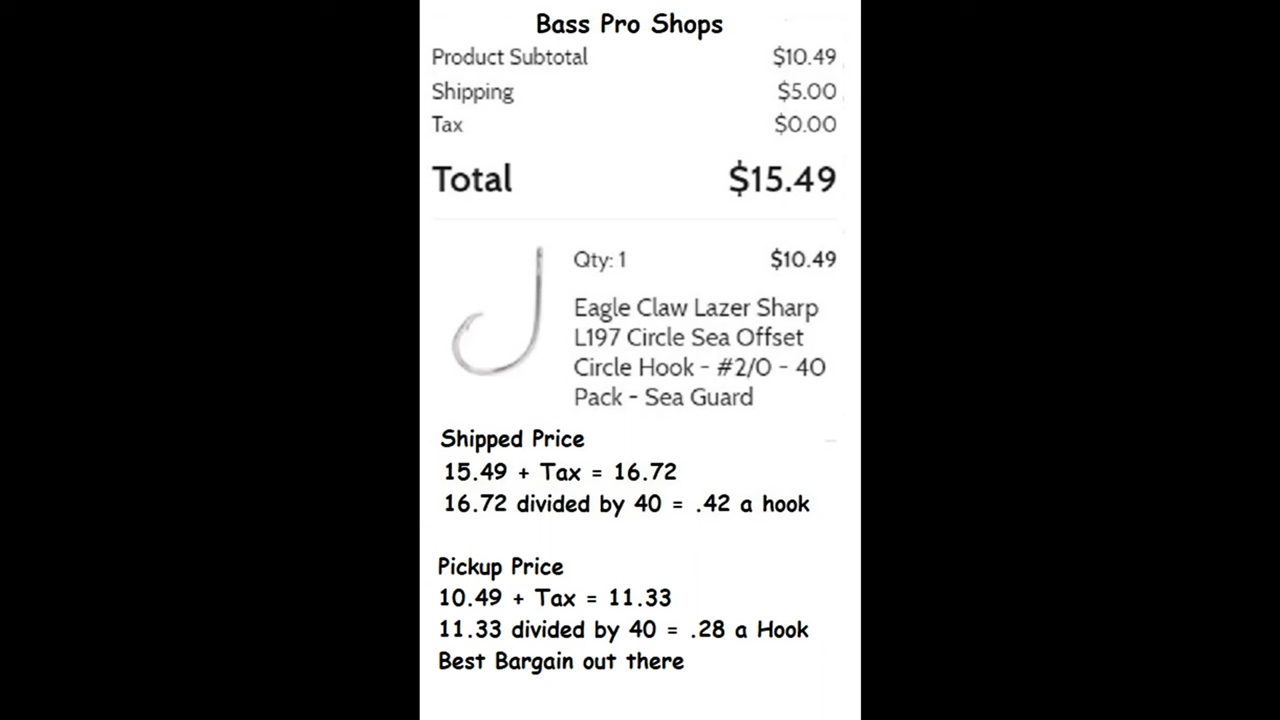 Bass Pro Shops
Product Subtotal $10.49
Shipping $5.00
Tax $0.00
Total $15.49
Qty: 1 $10.49
Eagle Claw Lazer Sharp
L197 Circle Sea Offset
Circle Hook - #2/0 - 40
Pack - Sea Guard
Shipped Price
15.49 + Tax = 16.72
16.72 divided by 40 = .42 a hook
Pickup Price
10.49 + Tax = 11.33
11.33 divided by 40 = .28 a Hook
Best Bargain out there